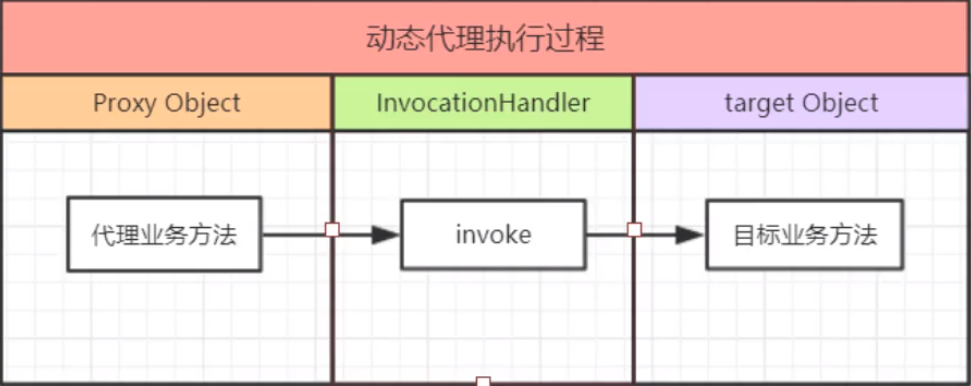 动态代理执行过程
Proxy Object
InvocationHandler
target Object
代理业务方法
invoke
目标业务方法